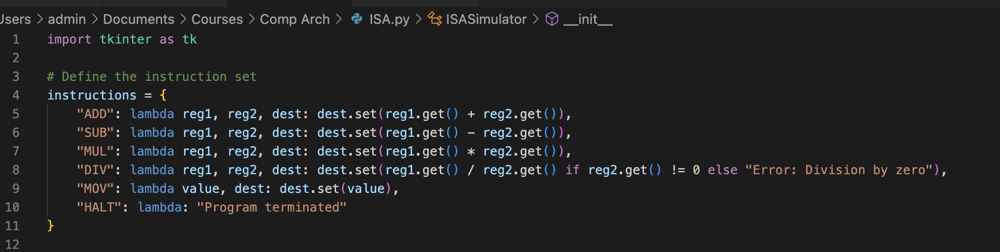 Users > admin > Documents > Courses > Comp Arch > ISA.py > ISASimulator > __init__
1 import tkinter as tk
2
3 # Define the instruction set
4 instructions = {
5     "ADD": lambda reg1, reg2, dest: dest.set(reg1.get() + reg2.get()),
6     "SUB": lambda reg1, reg2, dest: dest.set(reg1.get() - reg2.get()),
7     "MUL": lambda reg1, reg2, dest: dest.set(reg1.get() * reg2.get()),
8     "DIV": lambda reg1, reg2, dest: dest.set(reg1.get() / reg2.get() if reg2.get() != 0 else "Error: Division by zero"),
9     "MOV": lambda value, dest: dest.set(value),
10     "HALT": lambda: "Program terminated"
11 }
12